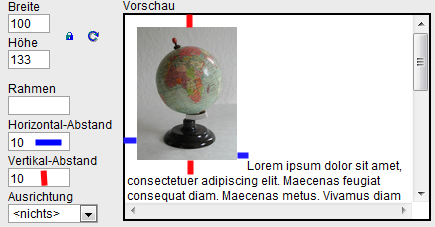 Breite
100
Höhe
133
Rahmen
Horizontal-Abstand
10
Vertikal-Abstand
10
Ausrichtung
<nichts>
Vorschau
Lorem ipsum dolor sit amet,
consectetuer adipiscing elit. Maecenas feugiat
consequat diam. Maecenas metus. Vivamus diam